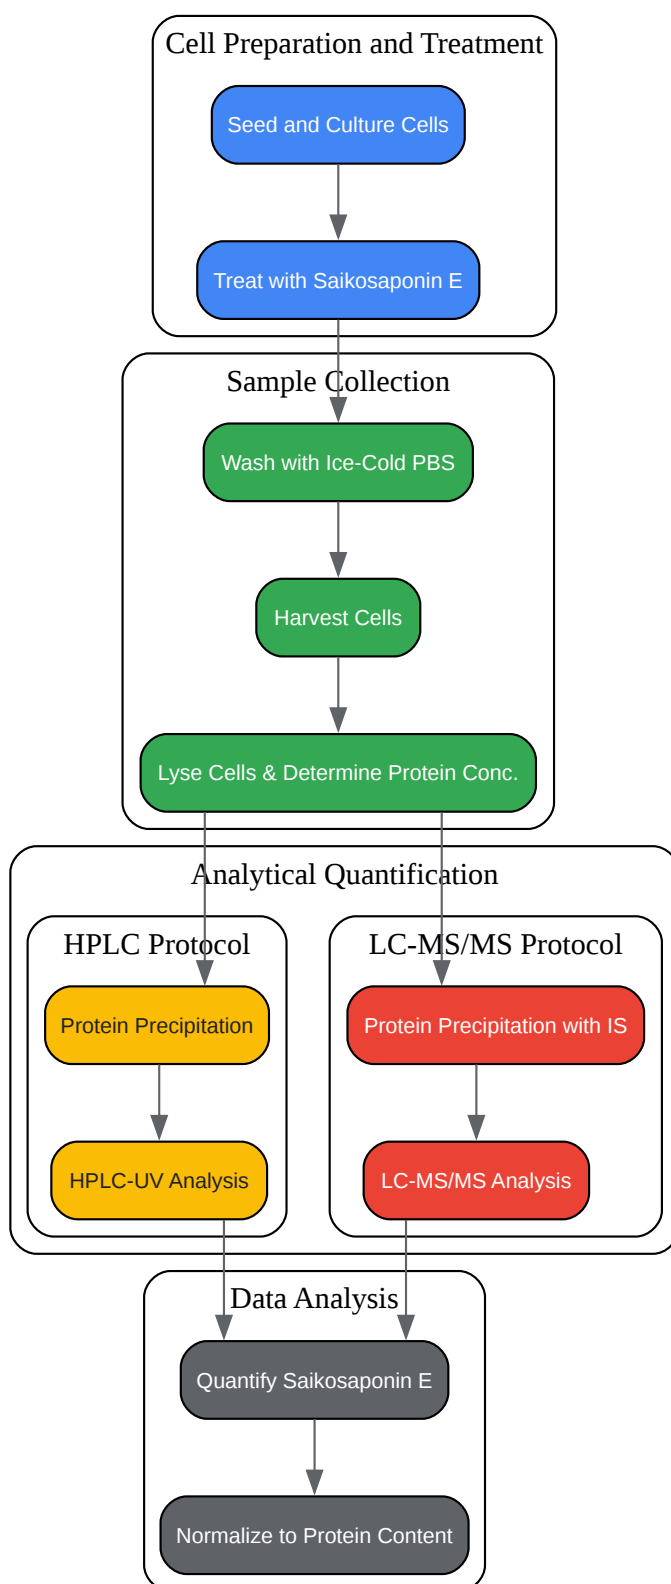 Cell Preparation and Treatment
Seed and Culture Cells
Treat with Saikosaponin E
Sample Collection
Wash with Ice-Cold PBS
Harvest Cells
Lyse Cells & Determine Protein Conc.
Analytical Quantification
HPLC Protocol
Protein Precipitation
HPLC-UV Analysis
LC-MS/MS Protocol
Protein Precipitation with IS
LC-MS/MS Analysis
Data Analysis
Quantify Saikosaponin E
Normalize to Protein Content